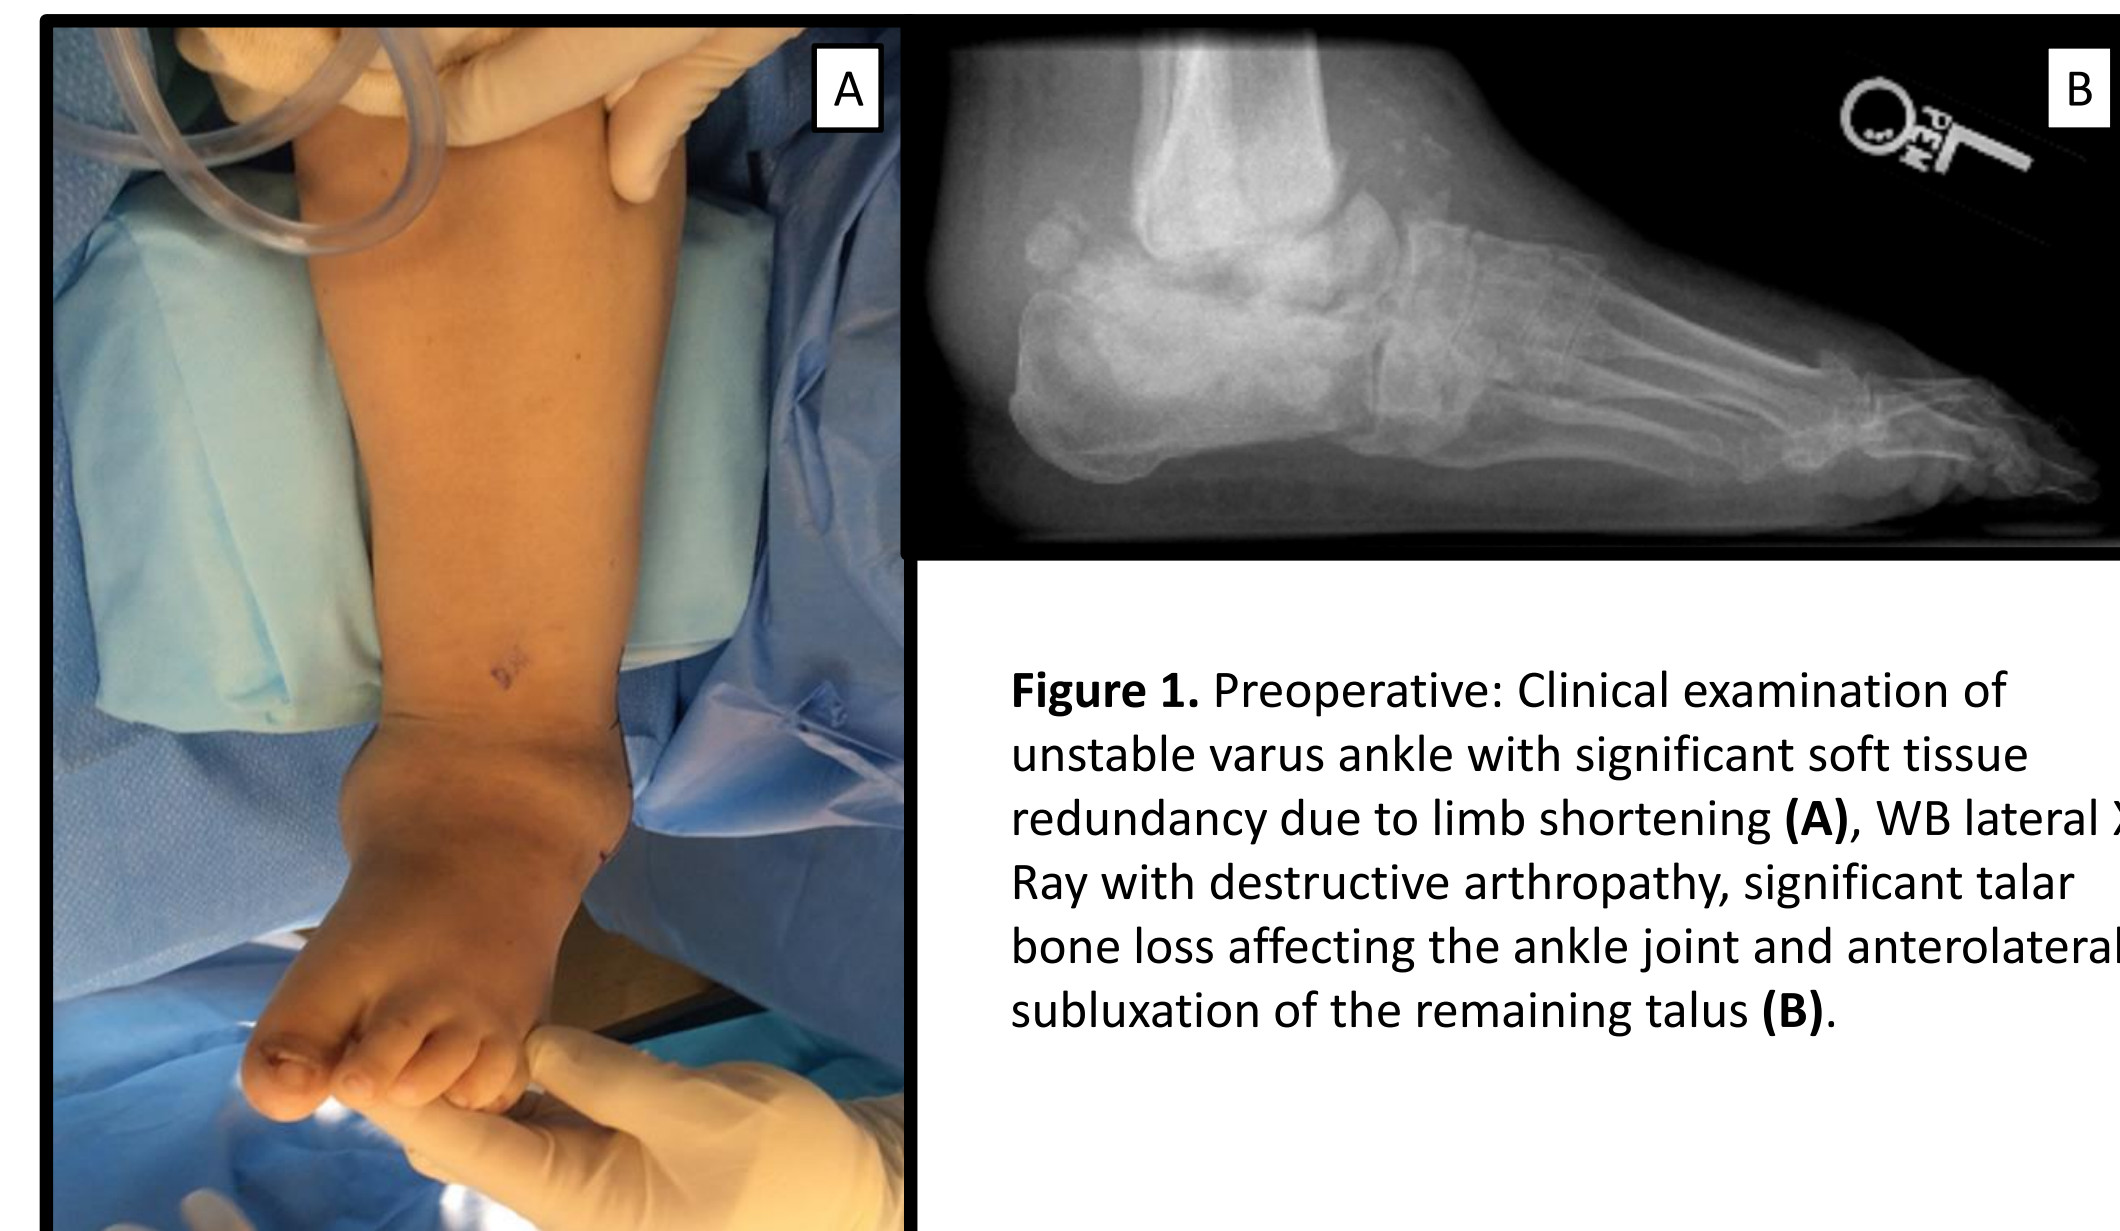 A
B
Figure 1. Preoperative: Clinical examination of
unstable varus ankle with significant soft tissue
redundancy due to limb shortening (A), WB lateral
Ray with destructive arthropathy, significant talar
bone loss affecting the ankle joint and anterolateral
subluxation of the remaining talus (B).